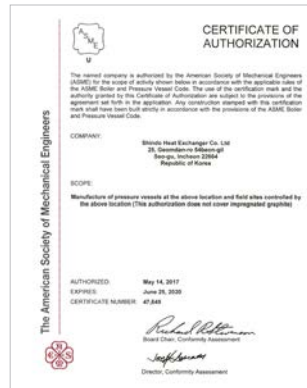 ASME
U
CERTIFICATE OF
AUTHORIZATION
The named company is authorized by the American Society of Mechanical Engineers
(ASME) for the scope of activity shown below in accordance with the applicable rules of
the ASME Boiler and Pressure Vessel Code. The use of the certification mark and the
authority granted by this Certificate of Authorization are subject to the provisions of the
agreement set forth in the application. Any construction stamped with this certification
mark shall have been built strictly in accordance with the provisions of the ASME Boiler
and Pressure Vessel Code.
COMPANY:
Shindo Heat Exchanger Co. Ltd
25, Geomdan-ro 54beon-gil
Seo-gu, Incheon 22664
Republic of Korea
SCOPE:
Manufacture of pressure vessels at the above location and field sites controlled by
the above location (This authorization does not cover impregnated graphite)
AUTHORIZED: May 14, 2017
EXPIRES: June 25, 2020
CERTIFICATE NUMBER: 47,648
Board Chair, Conformity Assessment
Director, Conformity Assessment
The American Society of Mechanical Engineers